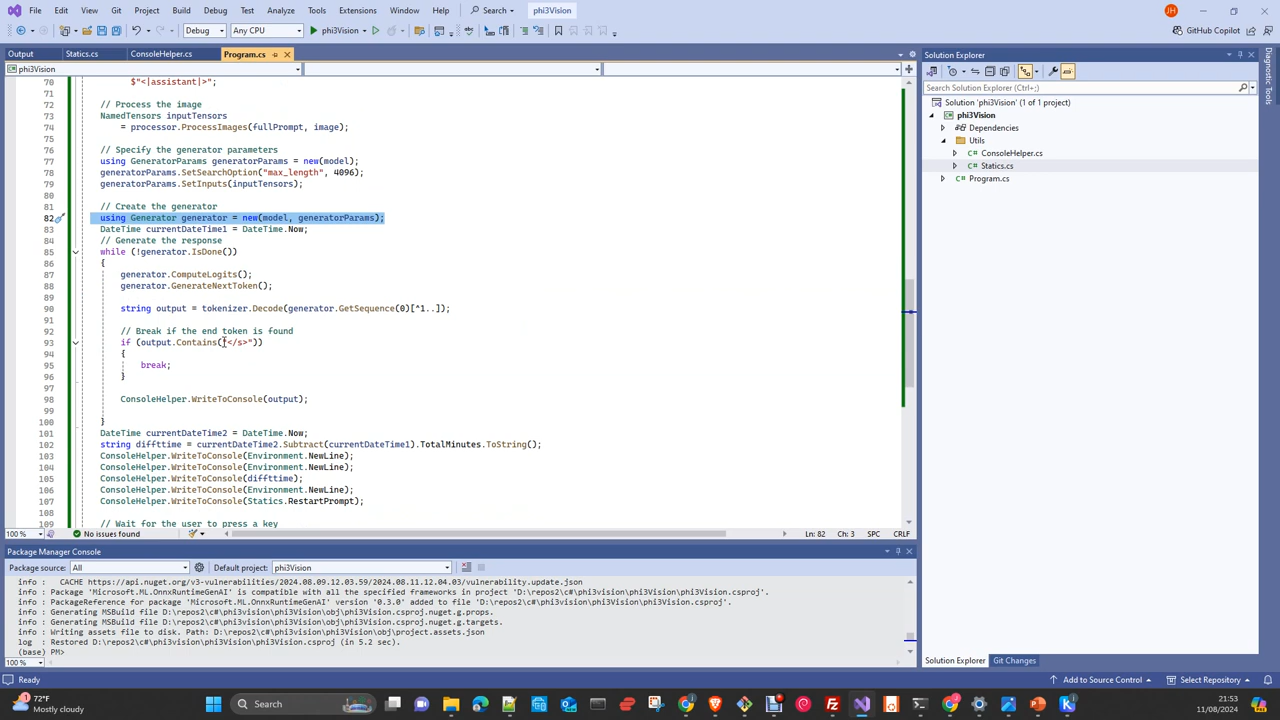 File Edit View Git Project Build Debug Test Analyze Tools Extensions Window Help Search phi3Vision JH
Debug Any CPU phi3Vision GitHub Copilot
Output Statics.cs ConsoleHelper.cs Program.cs
phi3Vision
70 $"<|assistant|>";
71
72 // Process the image
73 NamedTensors inputTensors
74 = processor.ProcessImages(fullPrompt, image);
75
76 // Specify the generator parameters
77 using GeneratorParams generatorParams = new(model);
78 generatorParams.SetSearchOption("max_length", 4096);
79 generatorParams.SetInputs(inputTensors);
80
81 // Create the generator
82 using Generator generator = new(model, generatorParams);
83 DateTime currentDateTime1 = DateTime.Now;
84 // Generate the response
85 while (!generator.IsDone())
86 {
87 generator.ComputeLogits();
88 generator.GenerateNextToken();
89
90 string output = tokenizer.Decode(generator.GetSequence(0)[^1..]);
91
92 // Break if the end token is found
93 if (output.Contains("</s>"))
94 {
95 break;
96 }
97
98 ConsoleHelper.WriteToConsole(output);
99
100 }
101 DateTime currentDateTime2 = DateTime.Now;
102 string diffttime = currentDateTime2.Subtract(currentDateTime1).TotalMinutes.ToString();
103 ConsoleHelper.WriteToConsole(Environment.NewLine);
104 ConsoleHelper.WriteToConsole(Environment.NewLine);
105 ConsoleHelper.WriteToConsole(diffttime);
106 ConsoleHelper.WriteToConsole(Environment.NewLine);
107 ConsoleHelper.WriteToConsole(Statics.RestartPrompt);
108
109 // Wait for the user to press a key
100 % No issues found Ln: 82 Ch: 3 SPC CRLF
Package Manager Console
Package source: All Default project: phi3Vision
info : CACHE https://api.nuget.org/v3-vulnerabilities/2024.08.09.12.03.59/2024.08.11.12.04.03/vulnerability.update.json
info : Package 'Microsoft.ML.OnnxRuntimeGenAI' is compatible with all the specified frameworks in project 'D:\repos2\c#\phi3vision\phi3Vision\phi3Vision.csproj'.
info : PackageReference for package 'Microsoft.ML.OnnxRuntimeGenAI' version '0.3.0' added to file 'D:\repos2\c#\phi3vision\phi3Vision\phi3Vision.csproj'.
info : Generating MSBuild file D:\repos2\c#\phi3vision\phi3Vision\obj\phi3Vision.csproj.nuget.g.props.
info : Generating MSBuild file D:\repos2\c#\phi3vision\phi3Vision\obj\phi3Vision.csproj.nuget.g.targets.
info : Writing assets file to disk. Path: D:\repos2\c#\phi3vision\phi3Vision\obj\project.assets.json
log : Restored D:\repos2\c#\phi3vision\phi3Vision\phi3Vision.csproj (in 5.2 sec).
(base) PM>
100 %
Solution Explorer
Search Solution Explorer (Ctrl+;)
Solution 'phi3Vision' (1 of 1 project)
phi3Vision
Dependencies
Utils
C# ConsoleHelper.cs
C# Statics.cs
C# Program.cs
Solution Explorer Git Changes
Diagnostic Tools
Ready Add to Source Control Select Repository
72°F
Mostly cloudy
Search
21:53
11/08/2024